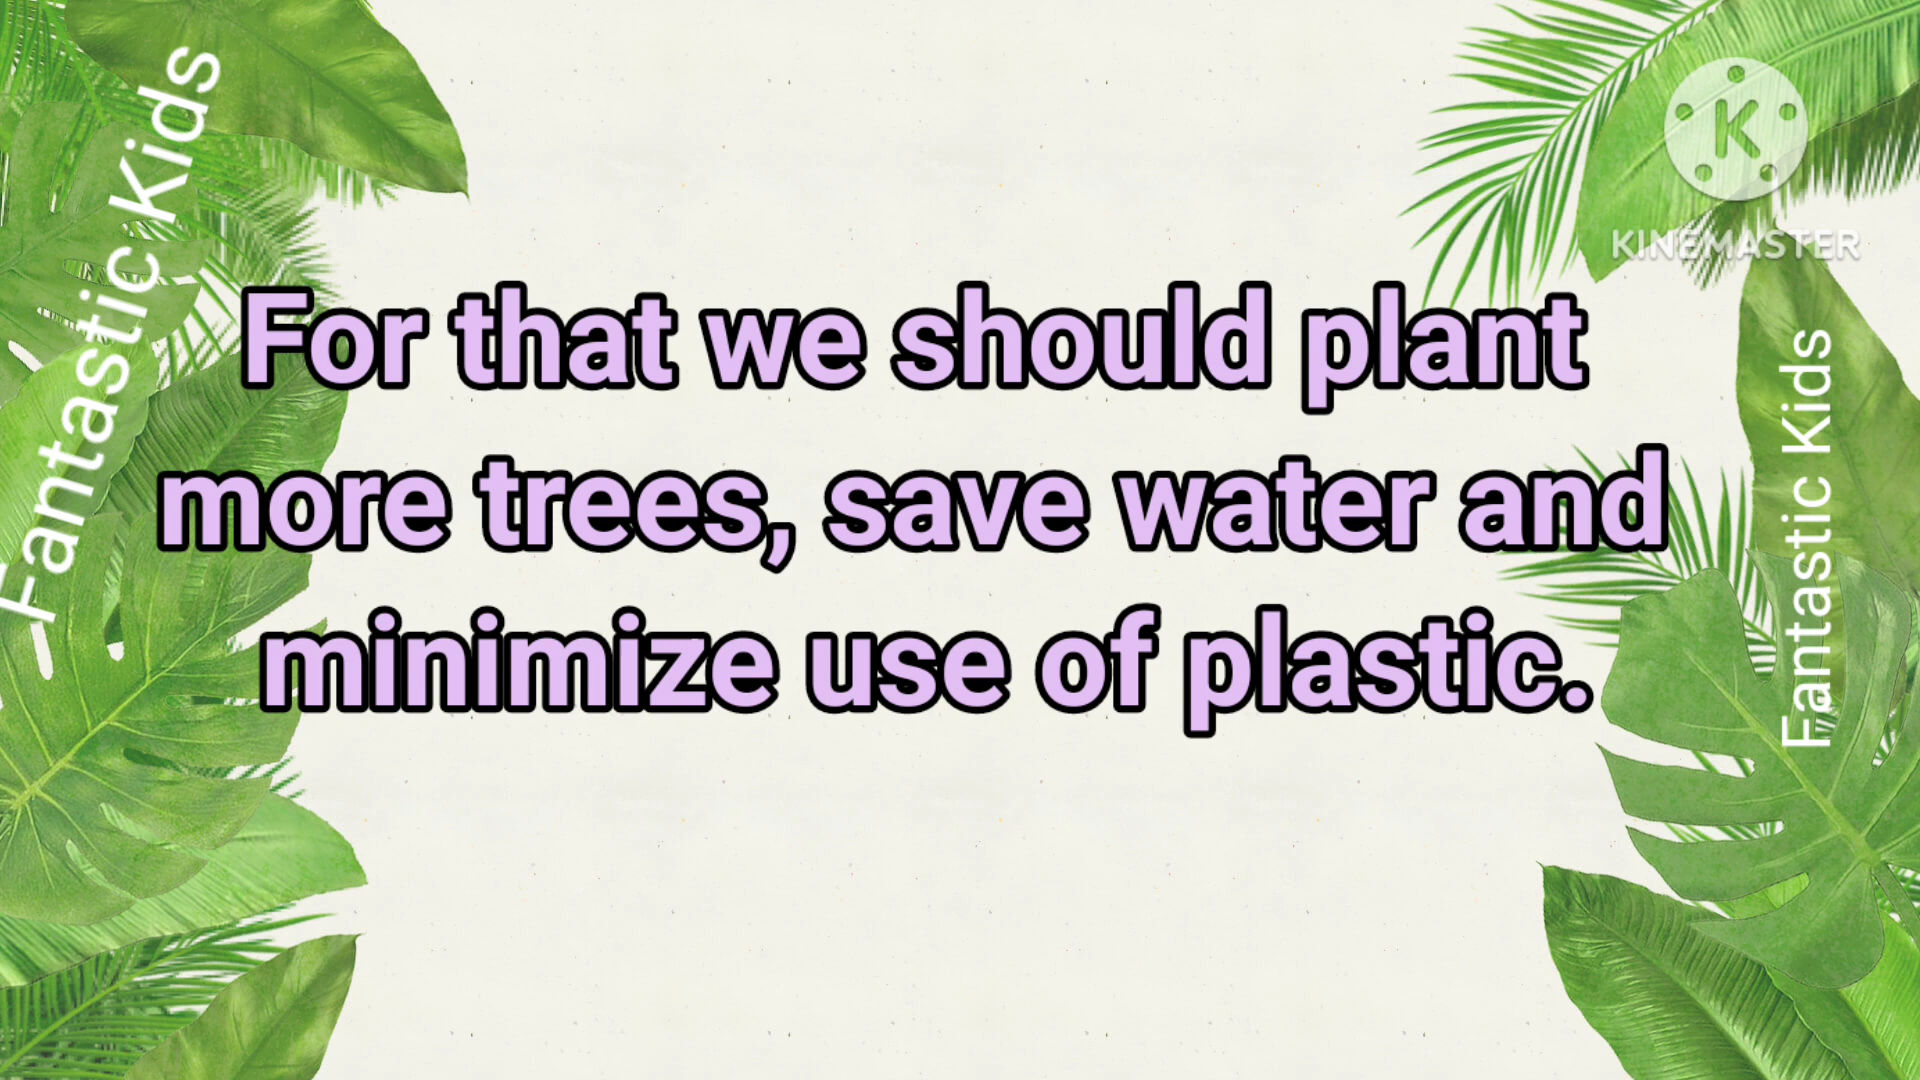 Fantastic Kids
K
KINEMASTER
For that we should plant
more trees, save water and
minimize use of plastic.
Fantastic Kids